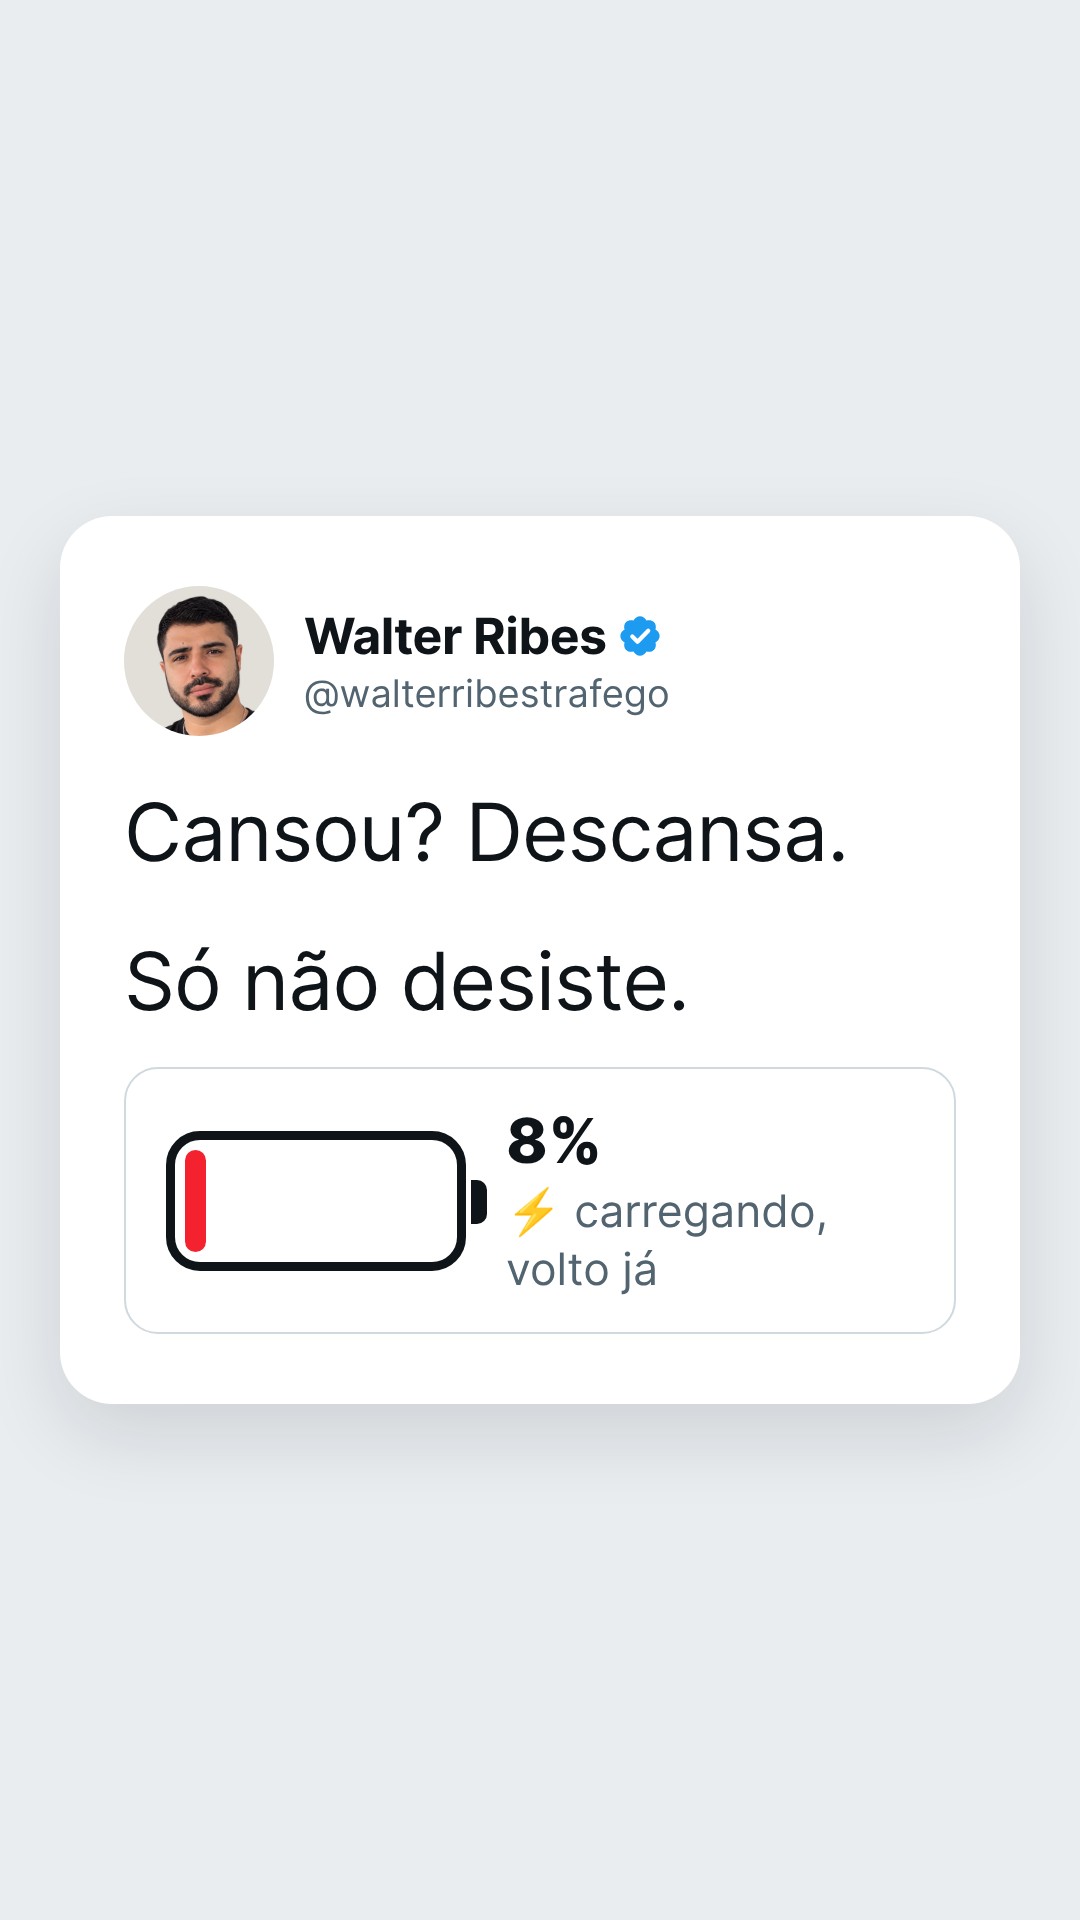 Walter Ribes
@walterribestrafego
Cansou? Descansa.
Só não desiste.
8%
⚡ carregando,
volto já